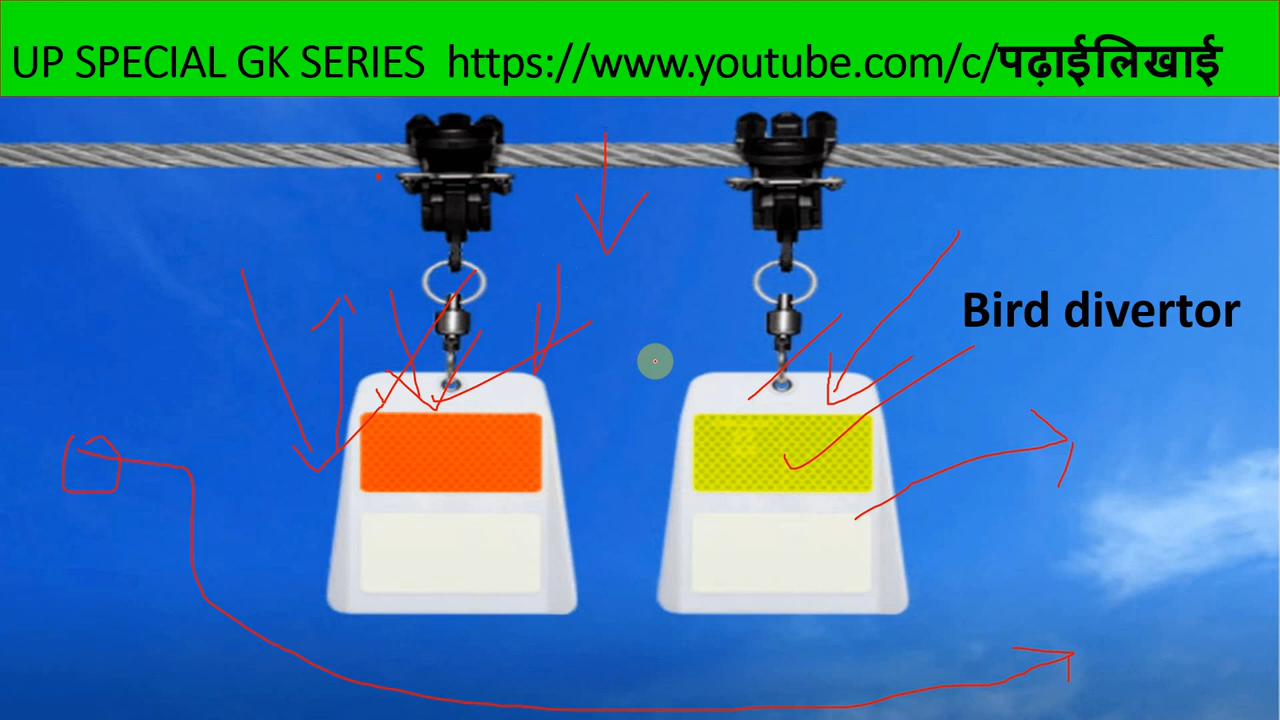 UP SPECIAL GK SERIES https://www.youtube.com/c/पढ़ाईलिखाई
Bird divertor